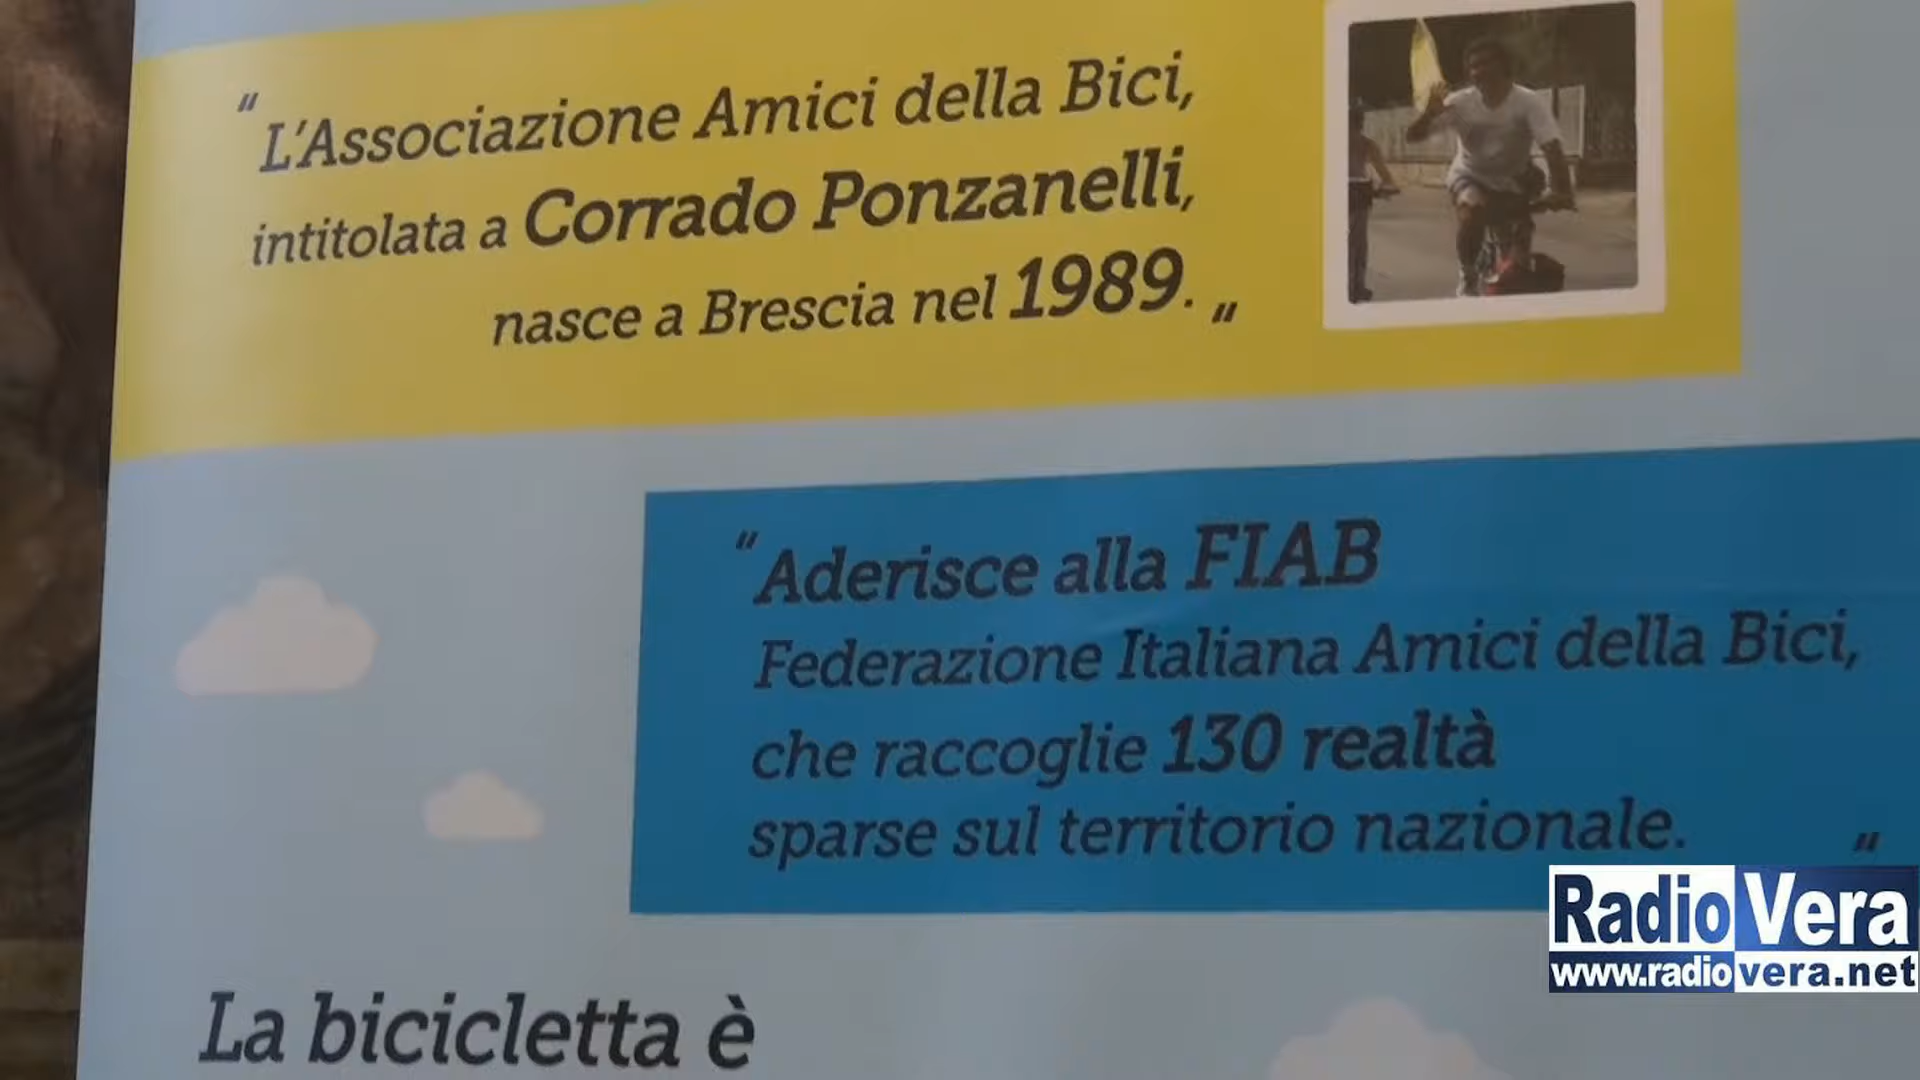 “L’Associazione Amici della Bici,
intitolata a Corrado Ponzanelli,
nasce a Brescia nel 1989. „
“Aderisce alla FIAB
Federazione Italiana Amici della Bici,
che raccoglie 130 realtà
sparse sul territorio nazionale. „
La bicicletta è
Radio Vera
www.radiovera.net